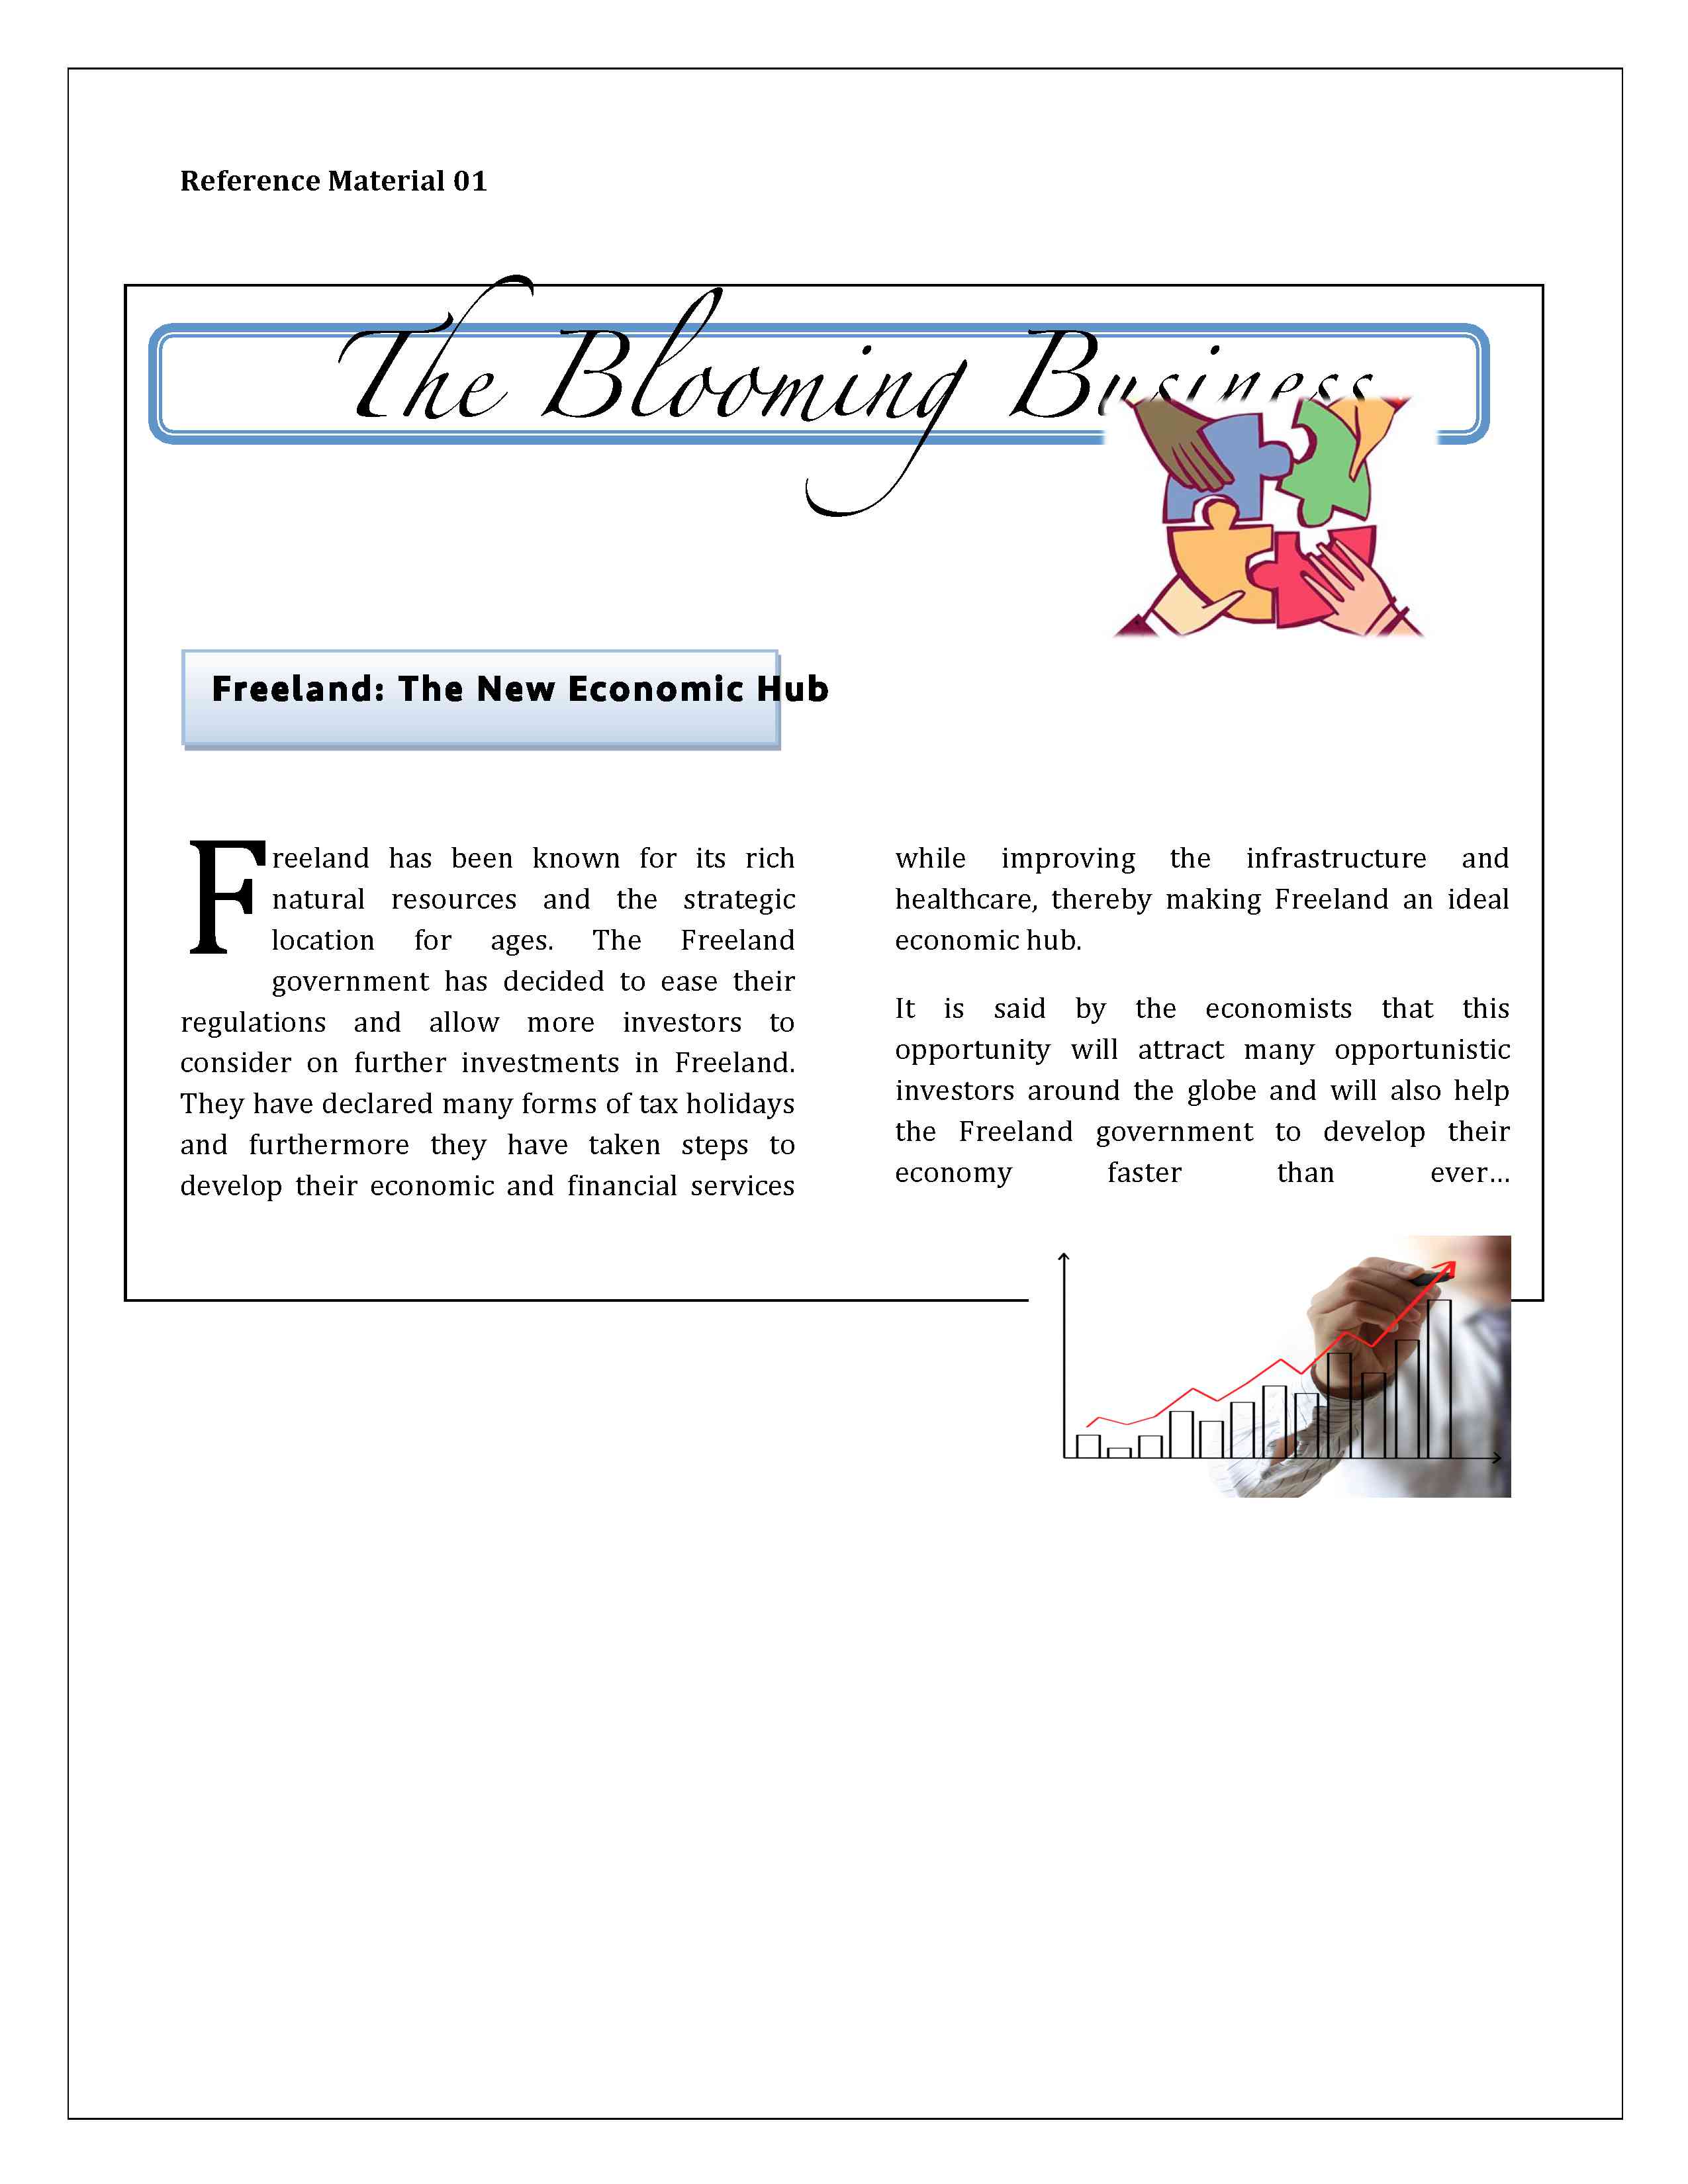 Reference Material 01
The Blooming Business
Freeland: The New Economic Hub
Freeland has been known for its rich
natural resources and the strategic
location for ages. The Freeland
government has decided to ease their
regulations and allow more investors to
consider on further investments in Freeland.
They have declared many forms of tax holidays
and furthermore they have taken steps to
develop their economic and financial services
while improving the infrastructure and
healthcare, thereby making Freeland an ideal
economic hub.
It is said by the economists that this
opportunity will attract many opportunistic
investors around the globe and will also help
the Freeland government to develop their
economy faster than ever…